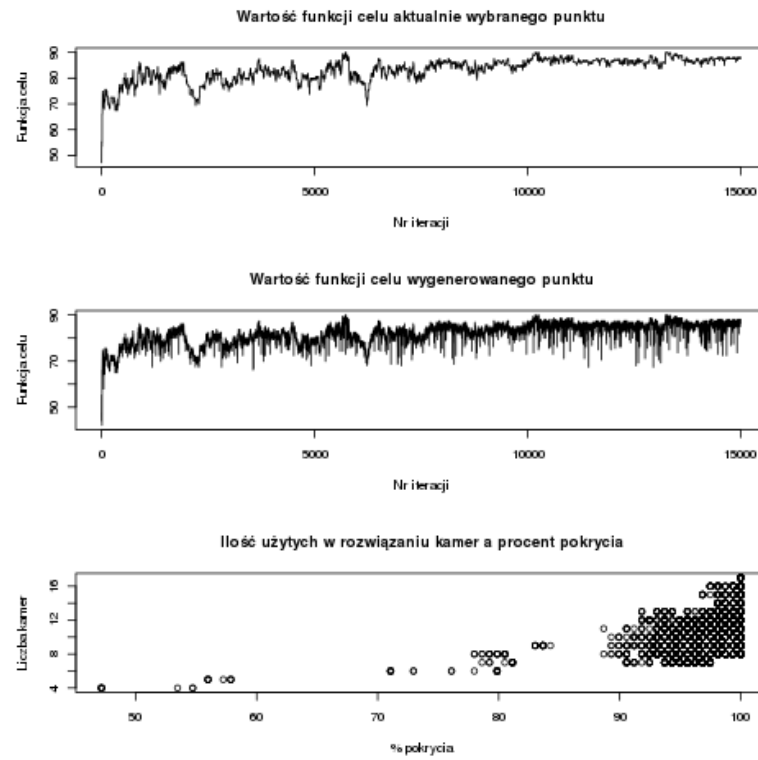 Wartość funkcji celu aktualnie wybranego punktu
Funkcja celu
90
80
70
60
50
0 5000 10000 15000
Nr iteracji
Wartość funkcji celu wygenerowanego punktu
Funkcja celu
90
70
50
0 5000 10000 15000
Nr iteracji
Ilość użytych w rozwiązaniu kamer a procent pokrycia
Liczba kamer
16
12
8
4
50 60 70 80 90 100
% pokrycia